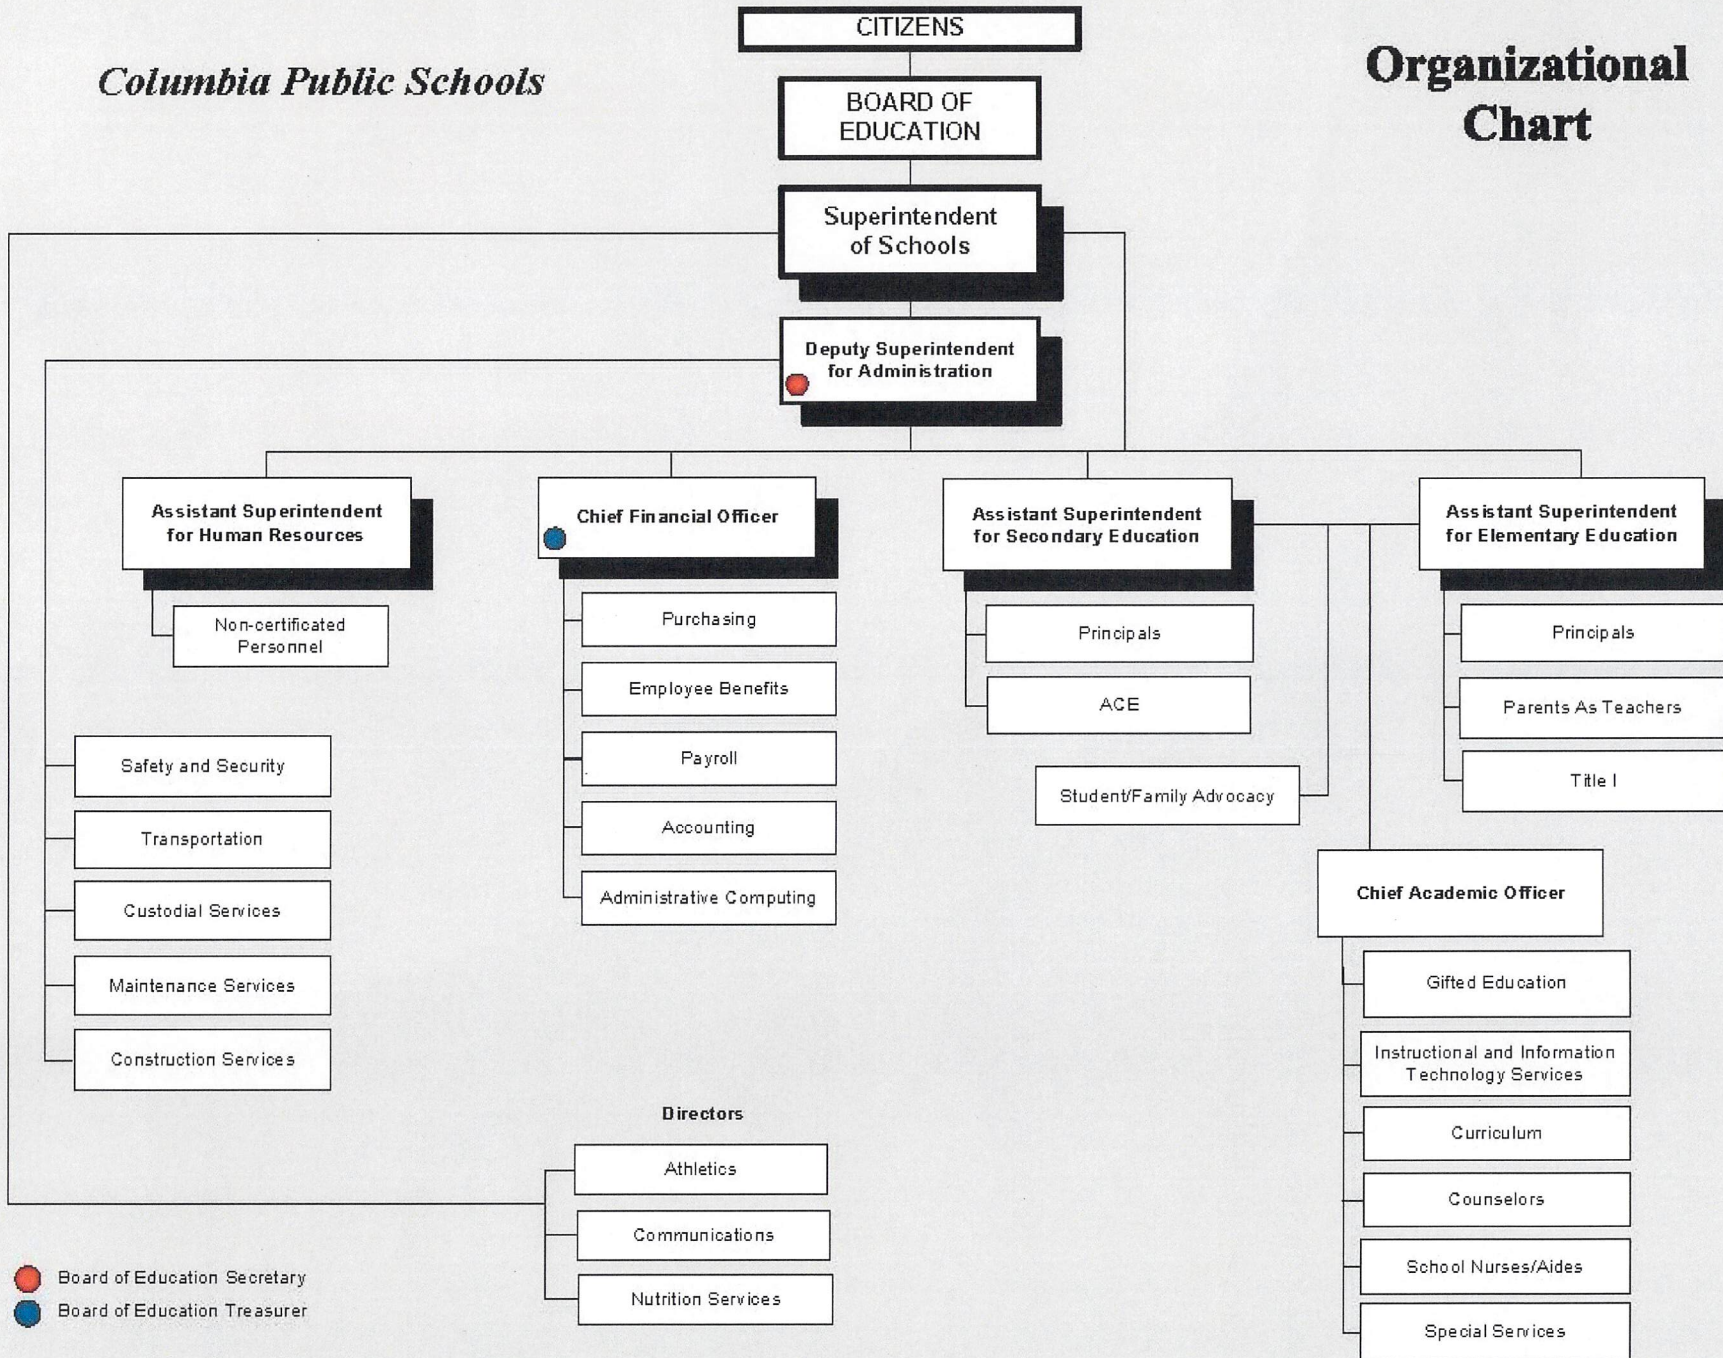 Columbia Public Schools
Organizational
Chart
CITIZENS
BOARD OF
EDUCATION
Superintendent
of Schools
Deputy Superintendent
for Administration
Assistant Superintendent
for Human Resources
Non-certificated
Personnel
Chief Financial Officer
Purchasing
Employee Benefits
Payroll
Accounting
Administrative Computing
Assistant Superintendent
for Secondary Education
Principals
ACE
Assistant Superintendent
for Elementary Education
Principals
Parents As Teachers
Title I
Student/Family Advocacy
Safety and Security
Transportation
Custodial Services
Maintenance Services
Construction Services
Chief Academic Officer
Gifted Education
Instructional and Information
Technology Services
Curriculum
Counselors
School Nurses/Aides
Special Services
Directors
Athletics
Communications
Nutrition Services
Board of Education Secretary
Board of Education Treasurer